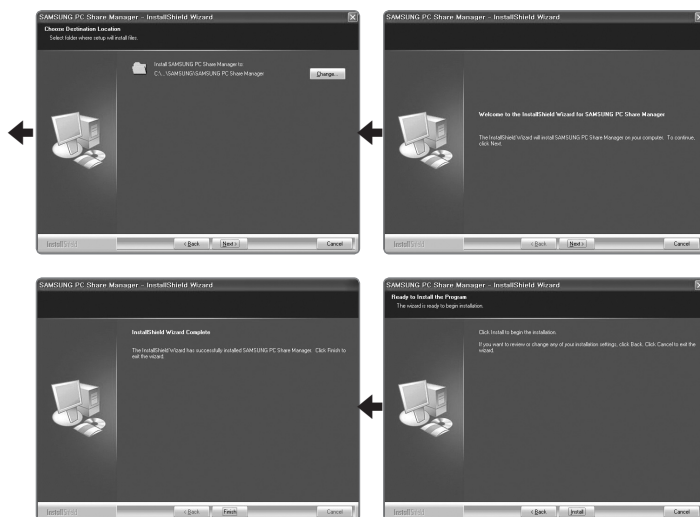 SAMSUNG PC Share Manager - InstallShield Wizard
Welcome to the InstallShield Wizard for SAMSUNG PC Share Manager
The InstallShield Wizard will install SAMSUNG PC Share Manager on your computer. To continue,
click Next.
InstallShield
< Back Next > Cancel
SAMSUNG PC Share Manager - InstallShield Wizard
Choose Destination Location
Select folder where setup will install files.
Install SAMSUNG PC Share Manager to:
C:\...\SAMSUNG\SAMSUNG PC Share Manager
Change...
InstallShield
< Back Next > Cancel
SAMSUNG PC Share Manager - InstallShield Wizard
Ready to Install the Program
The wizard is ready to begin installation.
Click Install to begin the installation.
If you want to review or change any of your installation settings, click Back. Click Cancel to exit the
wizard.
InstallShield
< Back Install Cancel
SAMSUNG PC Share Manager - InstallShield Wizard
InstallShield Wizard Complete
The InstallShield Wizard has successfully installed SAMSUNG PC Share Manager. Click Finish to
exit the wizard.
InstallShield
< Back Finish Cancel